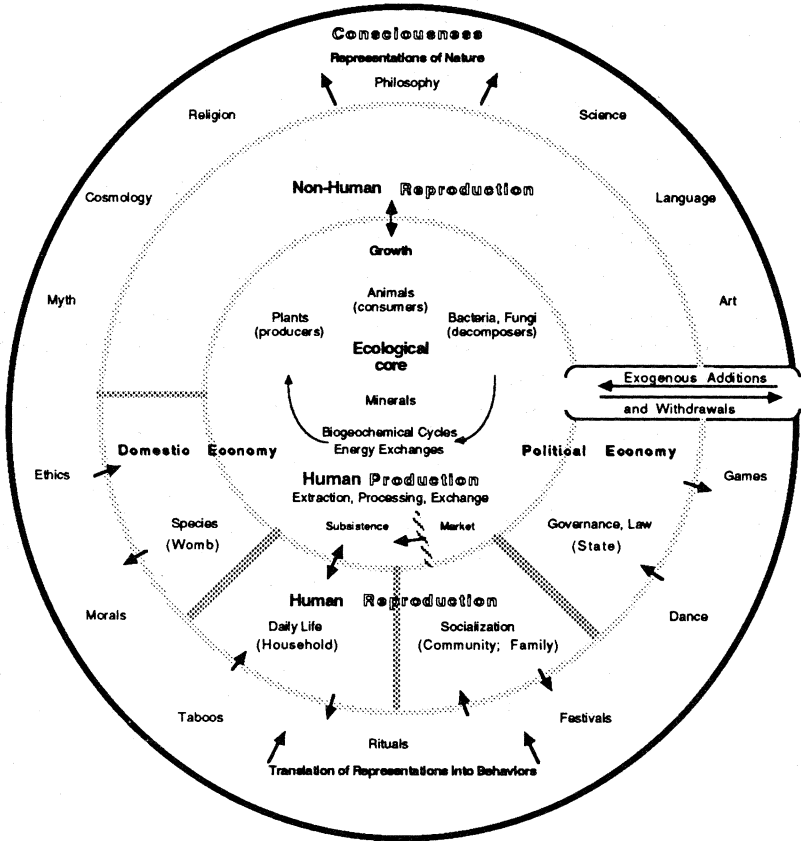 Consciousness
Representations of Nature
Philosophy
Religion
Science
Cosmology
Language
Non-Human Reproduction
Growth
Myth
Art
Animals
(consumers)
Plants
(producers)
Bacteria, Fungi
(decomposers)
Ecological
core
Exogenous Additions
and Withdrawals
Minerals
Biogeochemical Cycles
Energy Exchanges
Domestic Economy
Political Economy
Ethics
Games
Human Production
Extraction, Processing, Exchange
Subsistence
Market
Species
(Womb)
Governance, Law
(State)
Human Reproduction
Morals
Dance
Daily Life
(Household)
Socialization
(Community; Family)
Taboos
Festivals
Rituals
Translation of Representations Into Behaviors